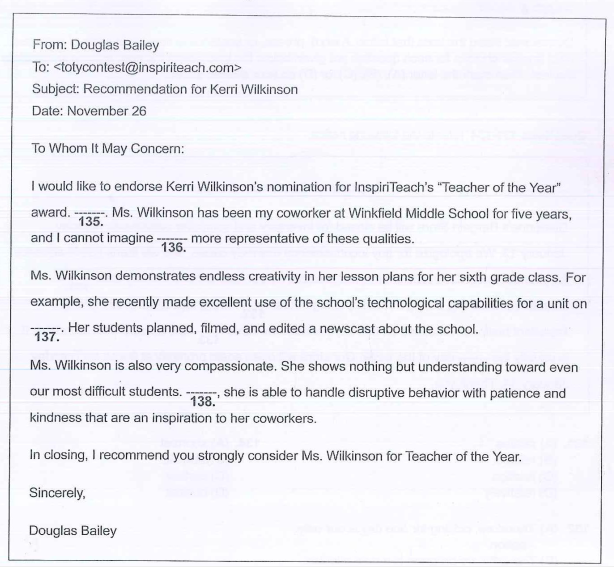 From: Douglas Bailey
To: <totycontest@inspiriteach.com>
Subject: Recommendation for Kerri Wilkinson
Date: November 26
To Whom It May Concern:
I would like to endorse Kerri Wilkinson's nomination for InspiriTeach's “Teacher of the Year”
award. -------. Ms. Wilkinson has been my coworker at Winkfield Middle School for five years,
135.
and I cannot imagine ------- more representative of these qualities.
136.
Ms. Wilkinson demonstrates endless creativity in her lesson plans for her sixth grade class. For
example, she recently made excellent use of the school's technological capabilities for a unit on
-------. Her students planned, filmed, and edited a newscast about the school.
137.
Ms. Wilkinson is also very compassionate. She shows nothing but understanding toward even
our most difficult students. -------, she is able to handle disruptive behavior with patience and
138.
kindness that are an inspiration to her coworkers.
In closing, I recommend you strongly consider Ms. Wilkinson for Teacher of the Year.
Sincerely,
Douglas Bailey